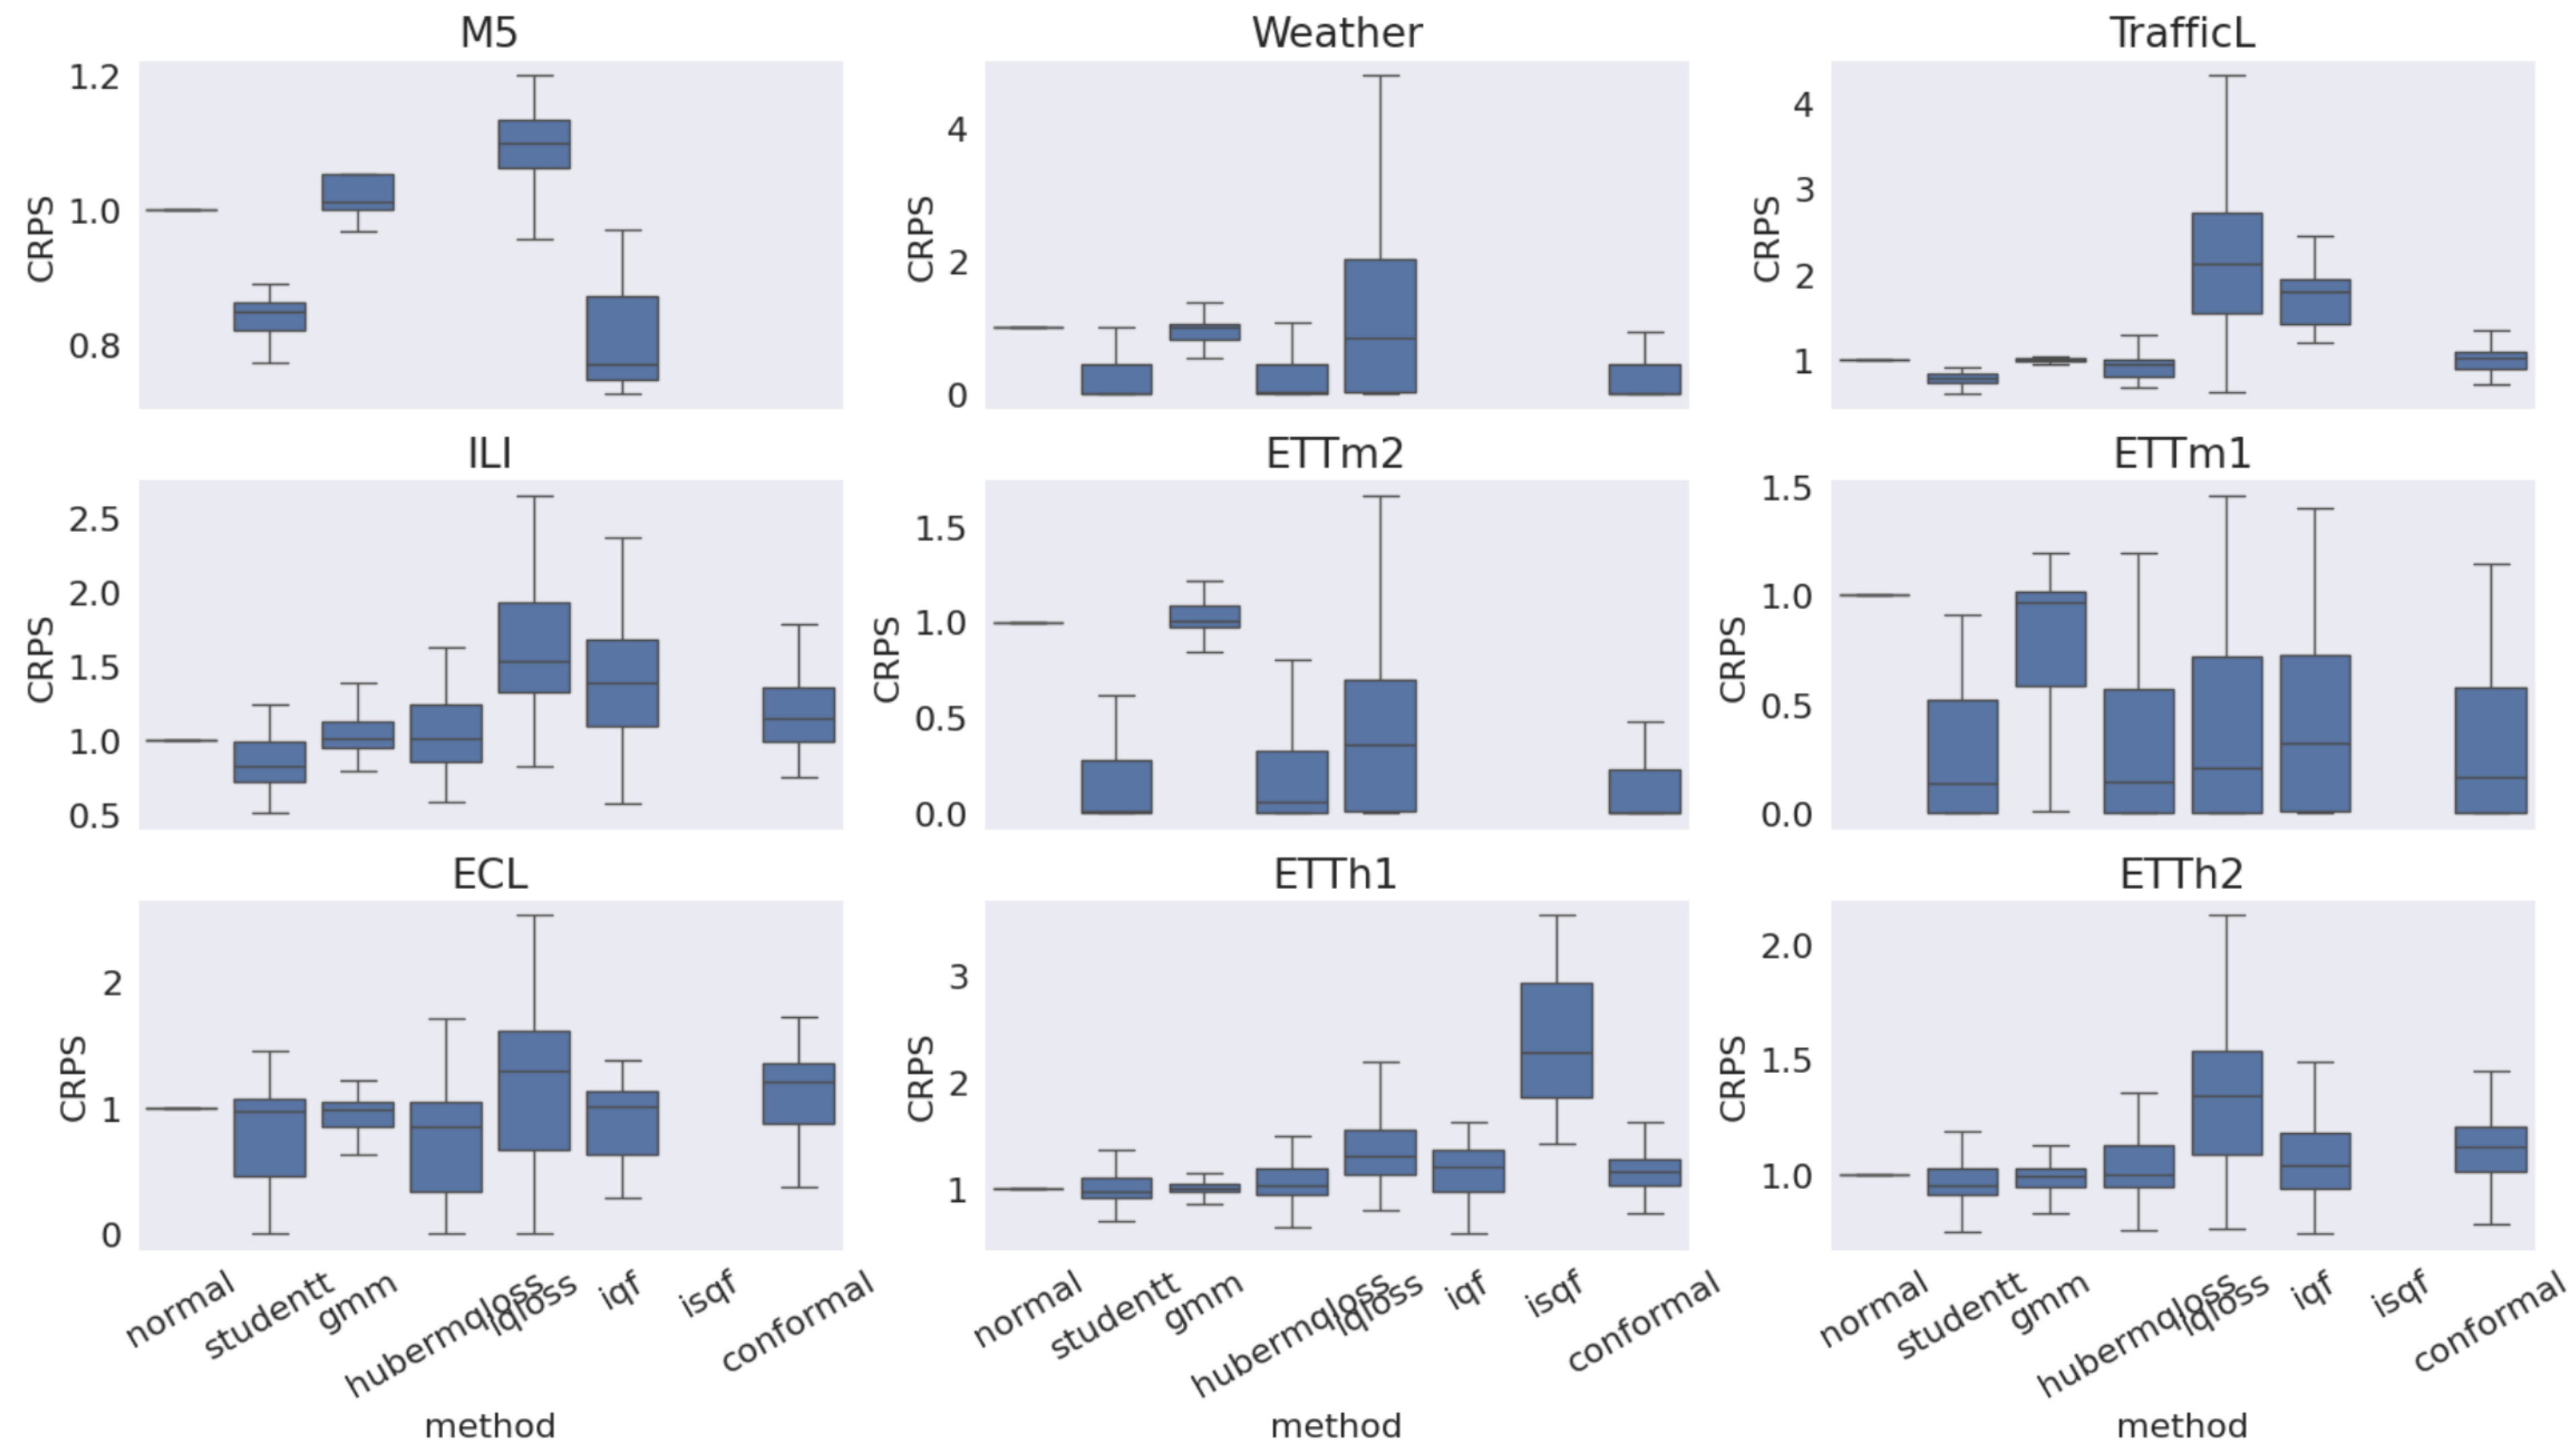 M5
1.2
1.0
0.8
CRPS
Weather
4
2
0
CRPS
TrafficL
4
3
2
1
CRPS
ILI
2.5
2.0
1.5
1.0
0.5
CRPS
ETTm2
1.5
1.0
0.5
0.0
CRPS
ETTm1
1.5
1.0
0.5
0.0
CRPS
ECL
2
1
0
CRPS
normal
studentt
gmm
hubermqloss
iqloss
iqf
isqf
conformal
method
ETTh1
3
2
1
CRPS
normal
studentt
gmm
hubermqloss
iqloss
iqf
isqf
conformal
method
ETTh2
2.0
1.5
1.0
CRPS
normal
studentt
gmm
hubermqloss
iqloss
iqf
isqf
conformal
method